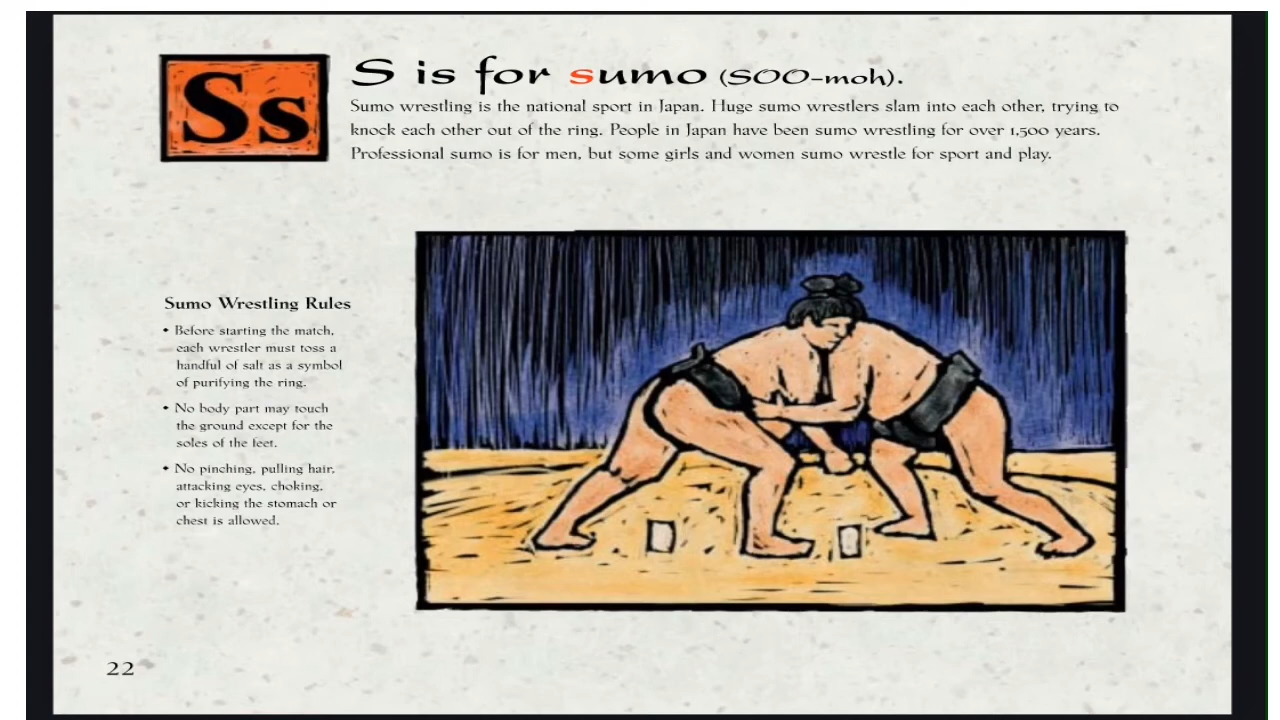 Ss
S is for sumo (SOO-moh).
Sumo wrestling is the national sport in Japan. Huge sumo wrestlers slam into each other, trying to
knock each other out of the ring. People in Japan have been sumo wrestling for over 1,500 years.
Professional sumo is for men, but some girls and women sumo wrestle for sport and play.
Sumo Wrestling Rules
• Before starting the match,
each wrestler must toss a
handful of salt as a symbol
of purifying the ring.
• No body part may touch
the ground except for the
soles of the feet.
• No pinching, pulling hair,
attacking eyes, choking,
or kicking the stomach or
chest is allowed.
22